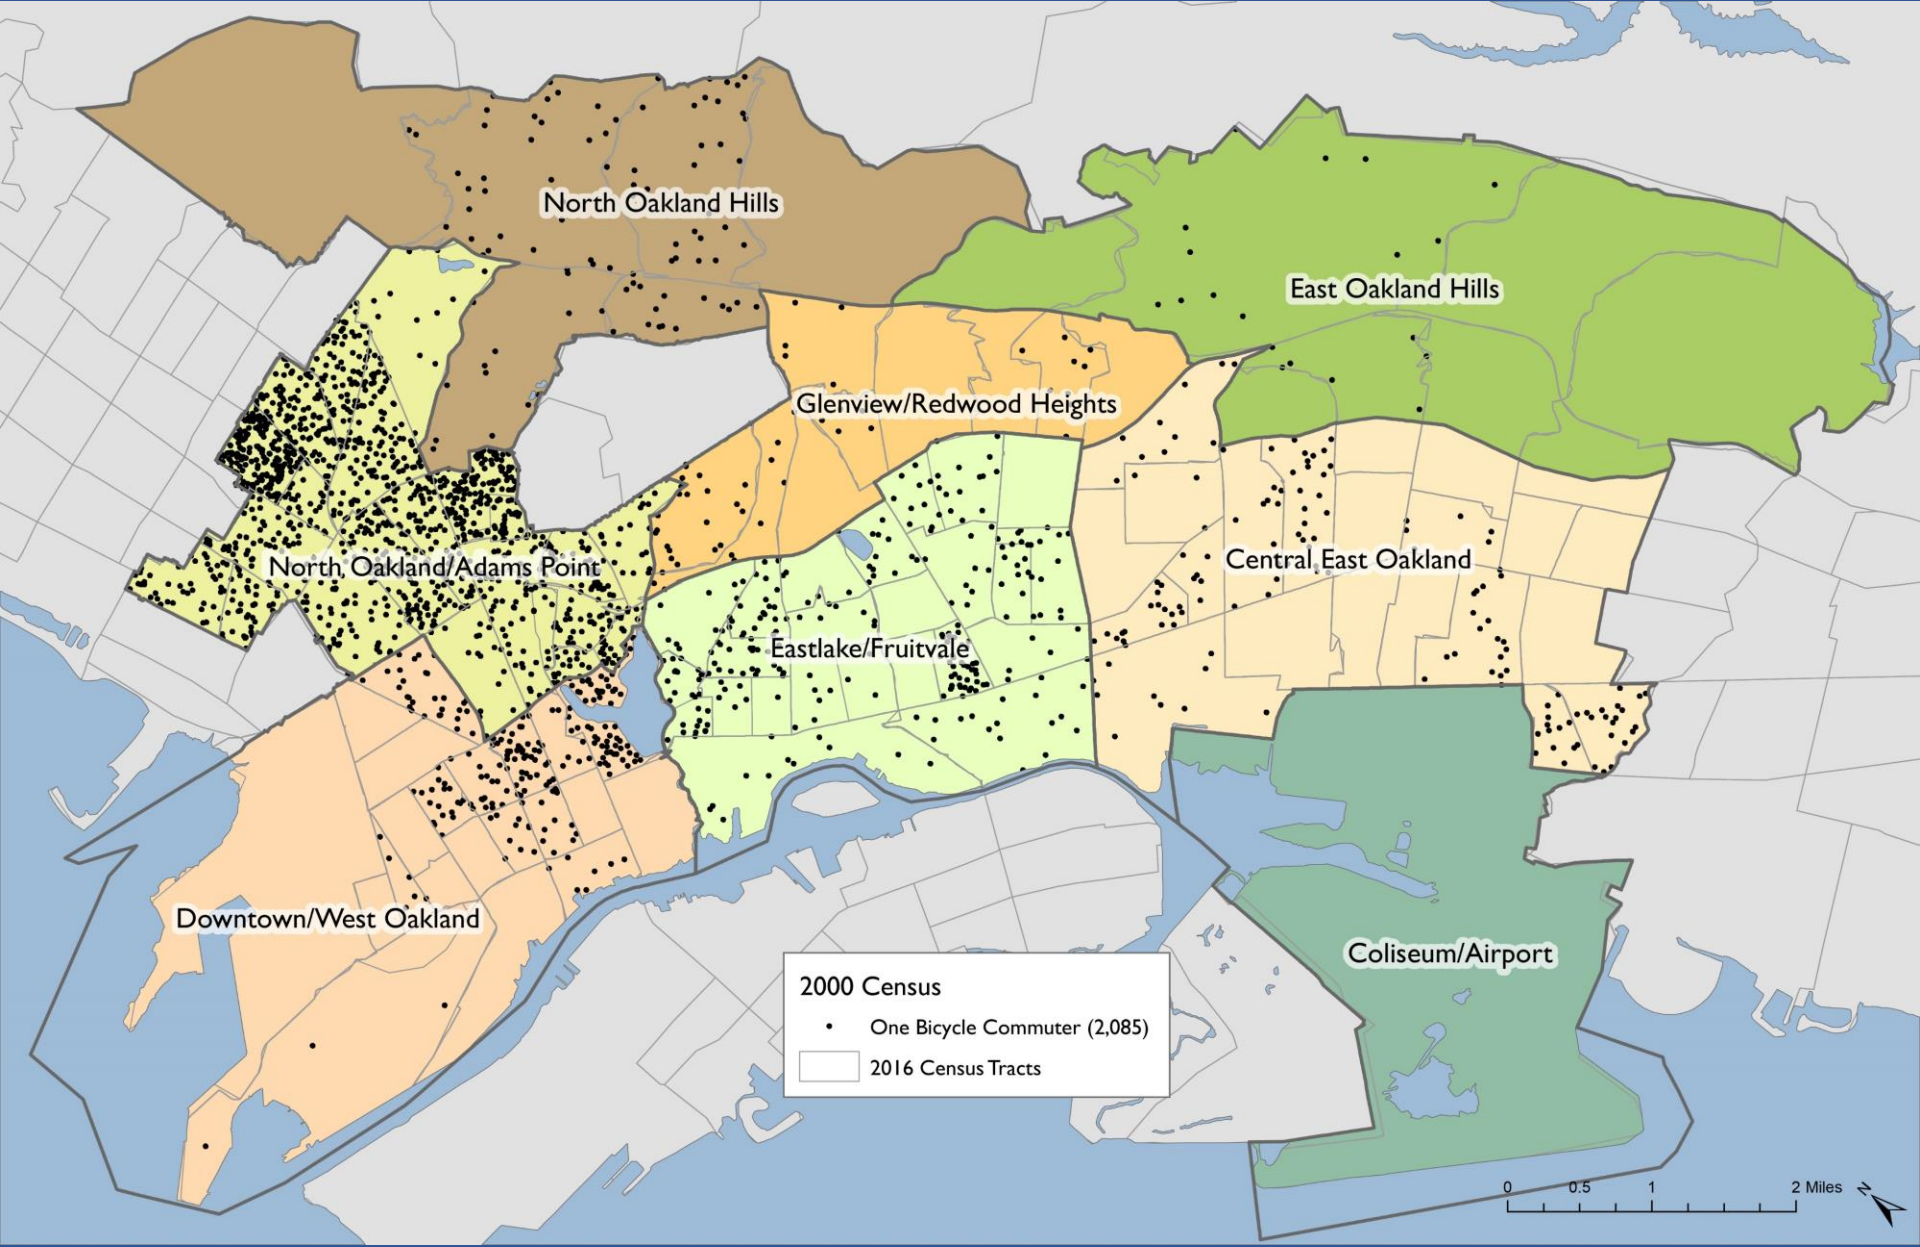 North Oakland Hills
East Oakland Hills
Glenview/Redwood Heights
North Oakland/Adams Point
Central East Oakland
Eastlake/Fruitvale
Downtown/West Oakland
Coliseum/Airport
2000 Census
One Bicycle Commuter (2,085)
2016 Census Tracts
0 0.5 1 2 Miles
N